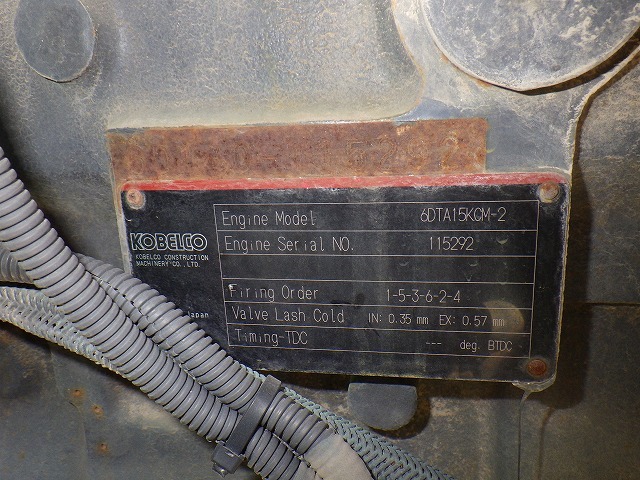 Engine Model 6DTA15KCM-2
KOBELCO
KOBELCO CONSTRUCTION
MACHINERY CO., LTD.
Engine Serial NO. 115292
-
Firing Order 1-5-3-6-2-4
Japan
Valve Lash Cold IN: 0.35 mm EX: 0.57 mm
Timing-TDC --- deg. BTDC